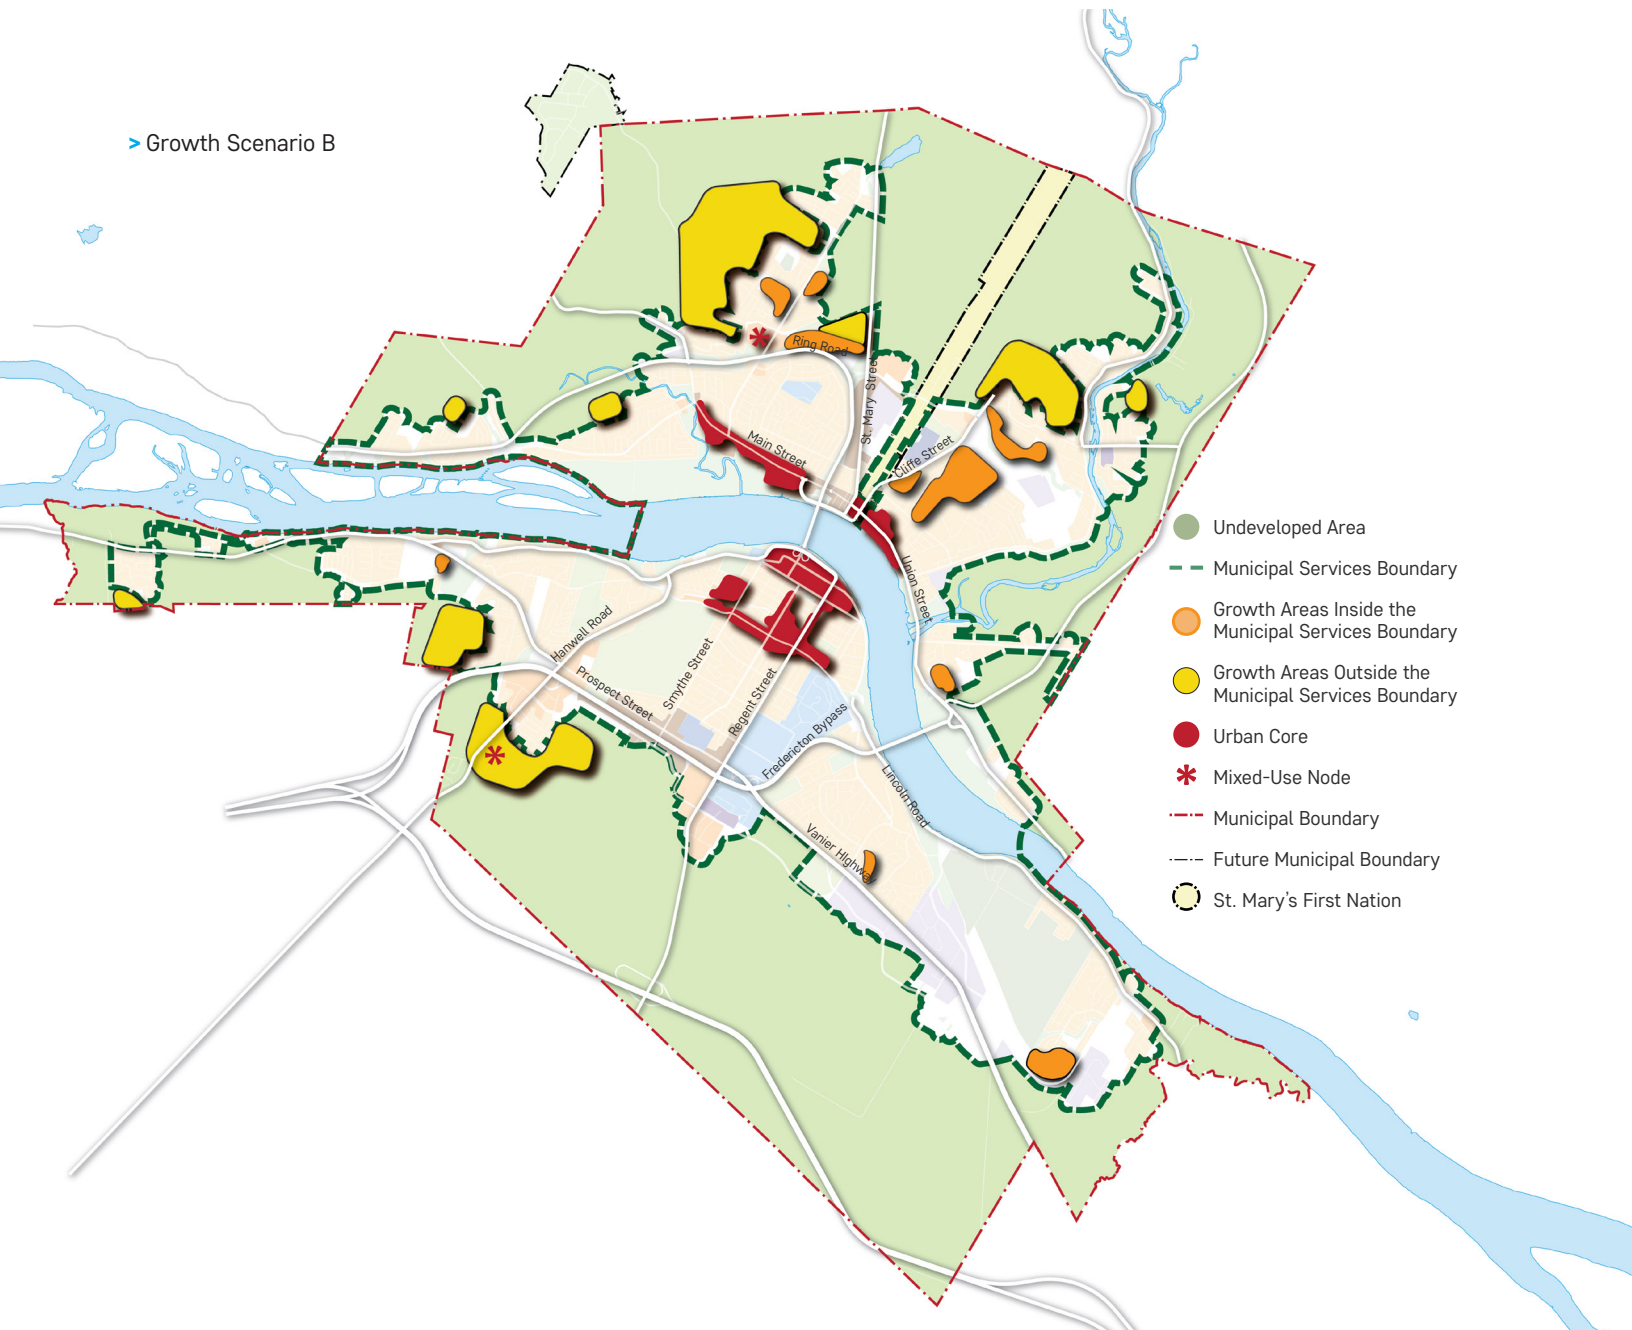 > Growth Scenario B
Ring Road
St. Mary Street
Main Street
Cliffe Street
Union Street
Hanwell Road
Smythe Street
Prospect Street
Regent Street
Fredericton Bypass
Lincoln Road
Vanier HIghway
Undeveloped Area
Municipal Services Boundary
Growth Areas Inside the
Municipal Services Boundary
Growth Areas Outside the
Municipal Services Boundary
Urban Core
Mixed-Use Node
Municipal Boundary
Future Municipal Boundary
St. Mary's First Nation